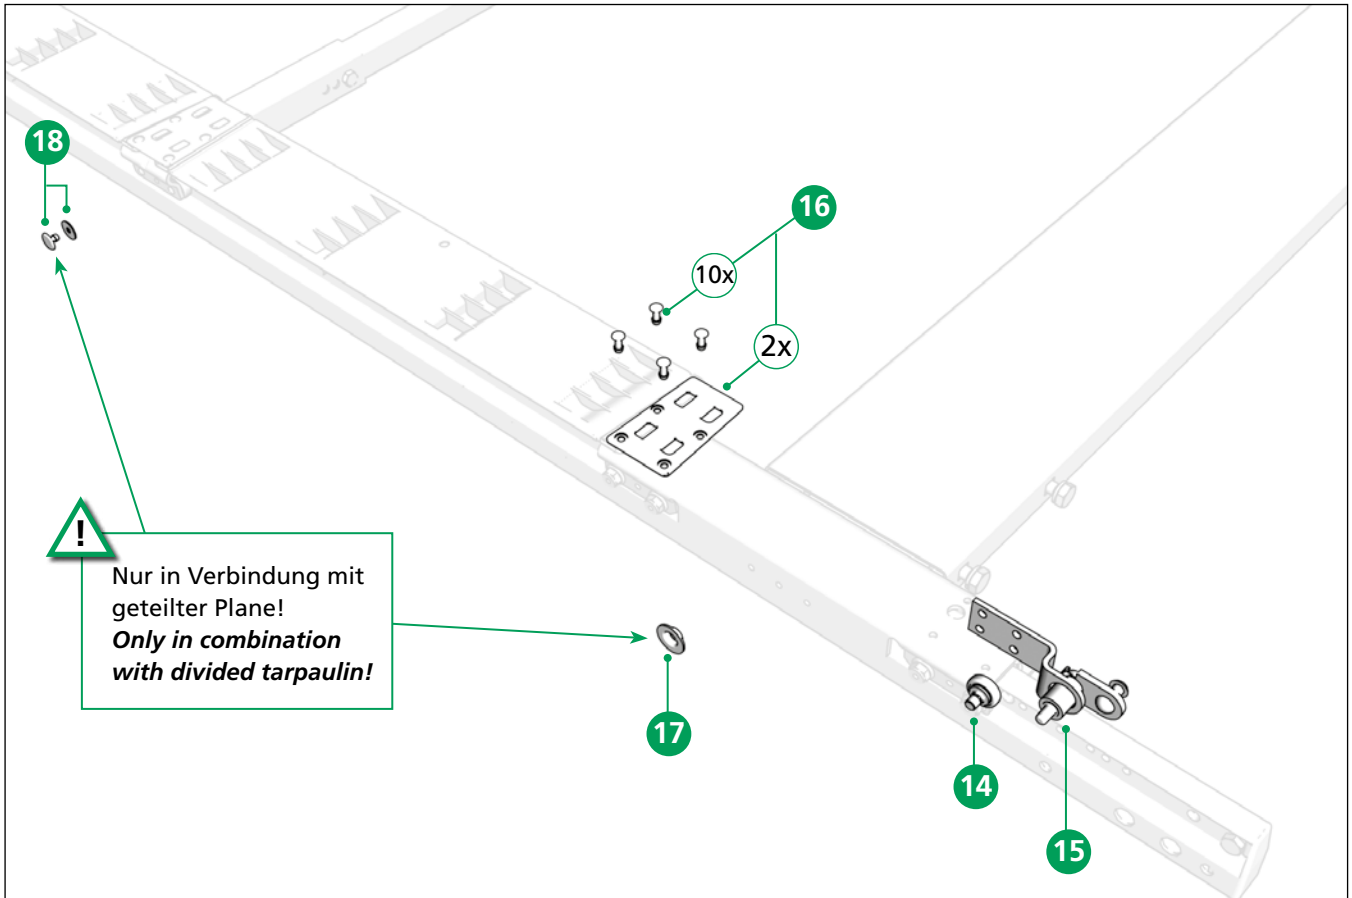 18
16
10x
2x
!
Nur in Verbindung mit
geteilter Plane!
Only in combination
with divided tarpaulin!
17
14
15